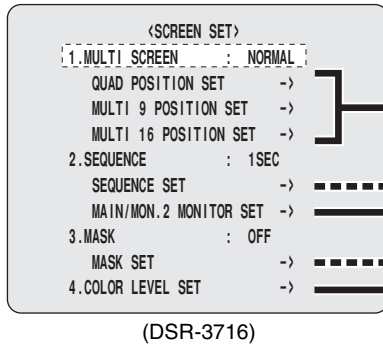 <SCREEN SET>
1.MULTI SCREEN : NORMAL
QUAD POSITION SET ->
MULTI 9 POSITION SET ->
MULTI 16 POSITION SET ->
2.SEQUENCE : 1SEC
SEQUENCE SET ->
MAIN/MON.2 MONITOR SET ->
3.MASK : OFF
MASK SET ->
4.COLOR LEVEL SET ->
(DSR-3716)